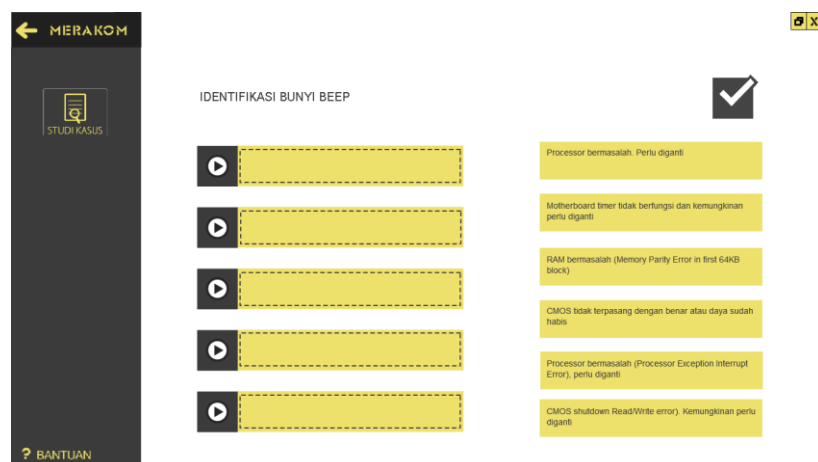 MERAKOM
X
STUDI KASUS
IDENTIFIKASI BUNYI BEEP
Processor bermasalah. Perlu diganti
Motherboard timer tidak berfungsi dan kemungkinan
perlu diganti
RAM bermasalah (Memory Parity Error in first 64KB
block)
CMOS tidak terpasang dengan benar atau daya sudah
habis
Processor bermasalah (Processor Exception Interrupt
Error), perlu diganti
CMOS shutdown Read/Write error). Kemungkinan perlu
diganti
? BANTUAN